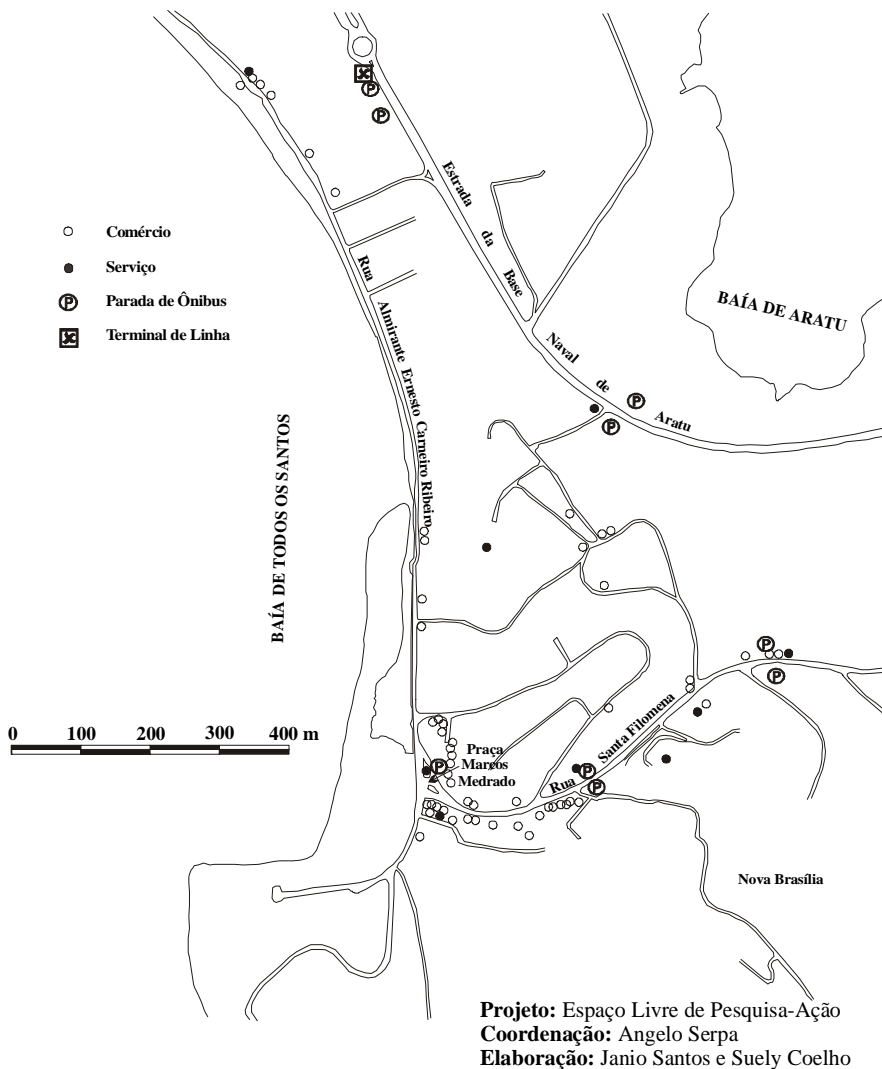 Estrada
da
Base
Naval
de
Aratu
Comércio
Serviço
P Parada de Ônibus
Terminal de Linha
BAÍA DE ARATU
Rua
Almirante Ernesto Carneiro Ribeiro
BAÍA DE TODOS OS SANTOS
0 100 200 300 400 m
Praça
Marcos
Medrado
Rua Santa Filomena
Nova Brasília
P
P
P
P
P
P
P
P
P
Projeto: Espaço Livre de Pesquisa-Ação
Coordenação: Angelo Serpa
Elaboração: Janio Santos e Suely Coelho